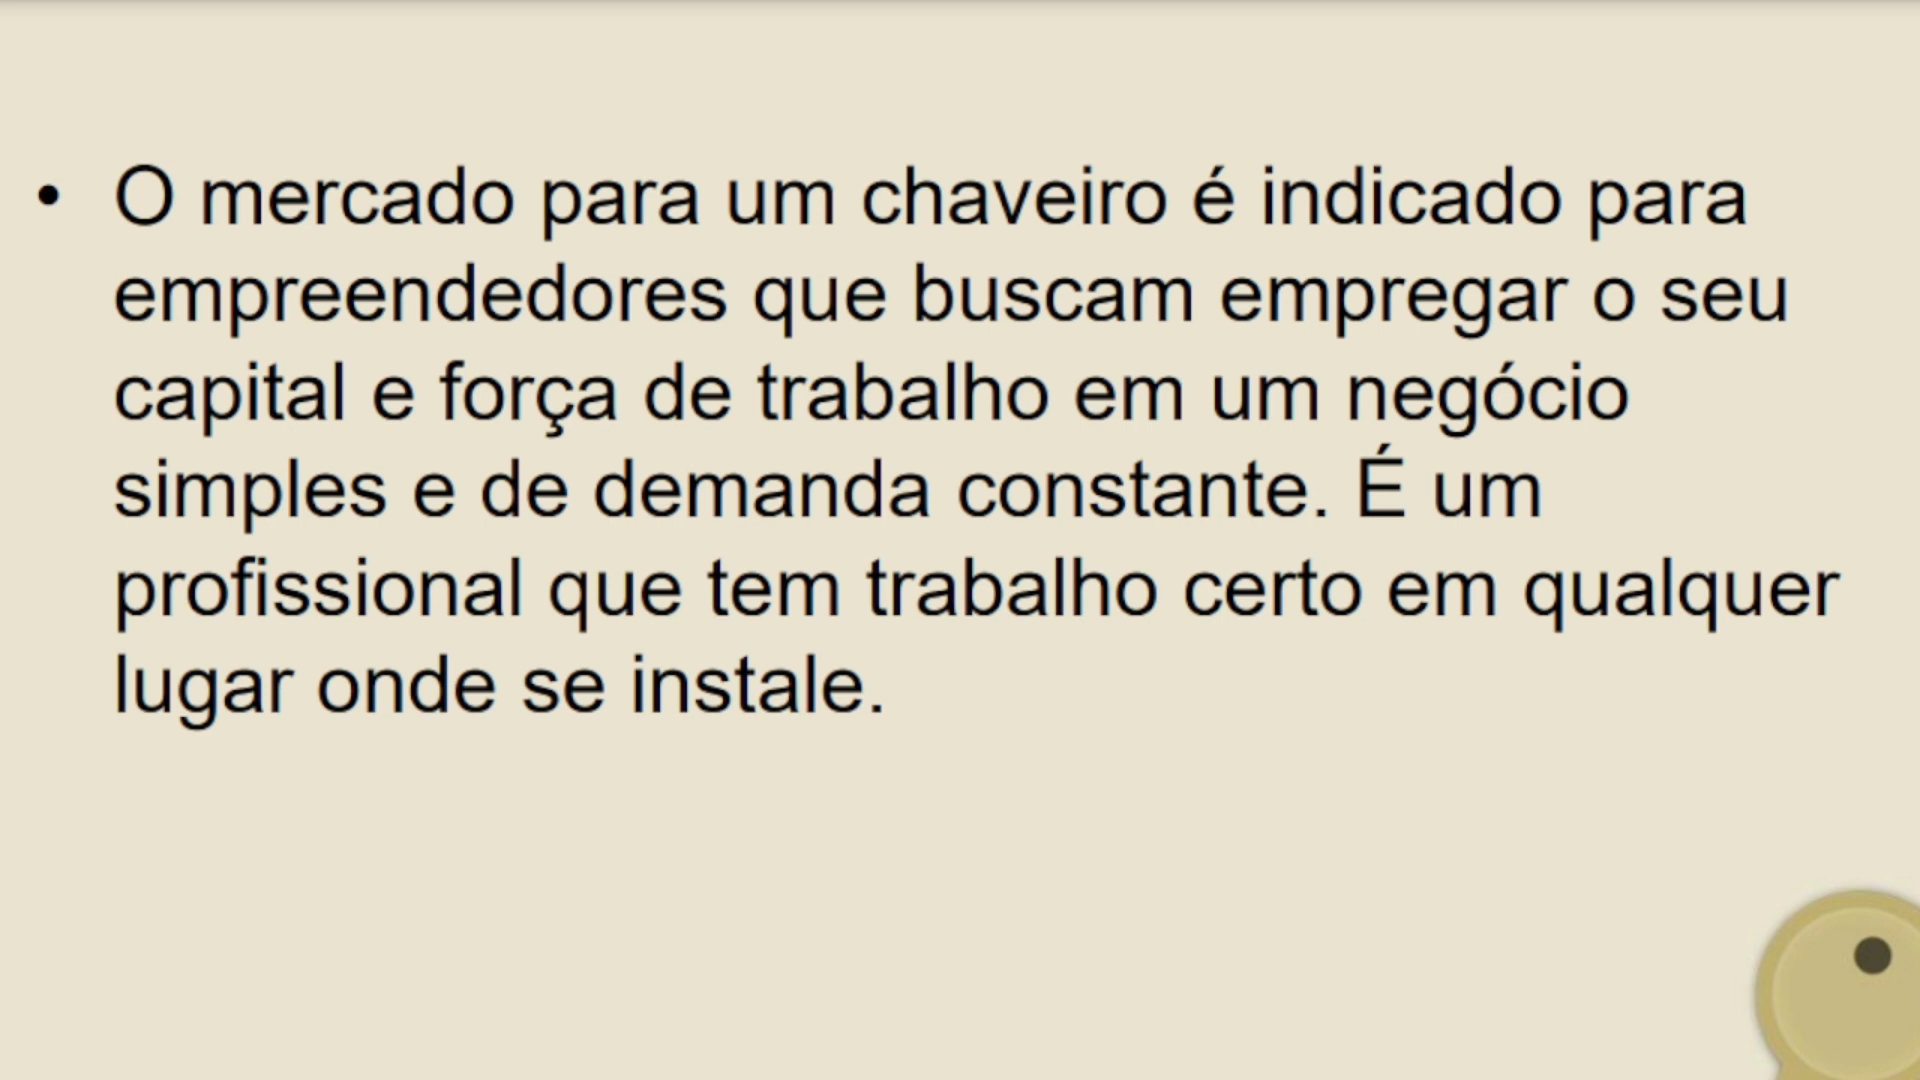 • O mercado para um chaveiro é indicado para
empreendedores que buscam empregar o seu
capital e força de trabalho em um negócio
simples e de demanda constante. É um
profissional que tem trabalho certo em qualquer
lugar onde se instale.